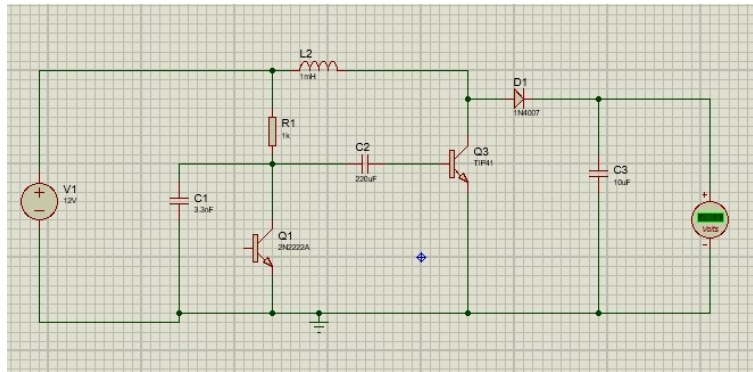 L2
1mH
D1
1N4007
R1
1k
C2
220uF
Q3
TIP41
C3
10uF
V1
12V
C1
3.3nF
+
Volts
-
Q1
2N2222A